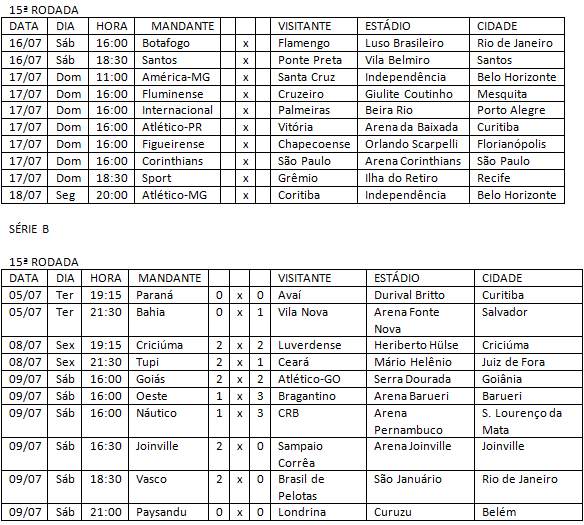 15ª RODADA
DATA DIA HORA MANDANTE VISITANTE ESTÁDIO CIDADE
16/07 Sáb 16:00 Botafogo x Flamengo Luso Brasileiro Rio de Janeiro
16/07 Sáb 18:30 Santos x Ponte Preta Vila Belmiro Santos
17/07 Dom 11:00 América-MG x Santa Cruz Independência Belo Horizonte
17/07 Dom 16:00 Fluminense x Cruzeiro Giulite Coutinho Mesquita
17/07 Dom 16:00 Internacional x Palmeiras Beira Rio Porto Alegre
17/07 Dom 16:00 Atlético-PR x Vitória Arena da Baixada Curitiba
17/07 Dom 16:00 Figueirense x Chapecoense Orlando Scarpelli Florianópolis
17/07 Dom 16:00 Corinthians x São Paulo Arena Corinthians São Paulo
17/07 Dom 18:30 Sport x Grêmio Ilha do Retiro Recife
18/07 Seg 20:00 Atlético-MG x Coritiba Independência Belo Horizonte
SÉRIE B
15ª RODADA
DATA DIA HORA MANDANTE VISITANTE ESTÁDIO CIDADE
05/07 Ter 19:15 Paraná 0 x 0 Avaí Durival Britto Curitiba
05/07 Ter 21:30 Bahia 0 x 1 Vila Nova Arena Fonte Salvador
Nova
08/07 Sex 19:15 Criciúma 2 x 2 Luverdense Heriberto Hülse Criciúma
08/07 Sex 21:30 Tupi 2 x 1 Ceará Mário Helênio Juiz de Fora
09/07 Sáb 16:00 Goiás 2 x 2 Atlético-GO Serra Dourada Goiânia
09/07 Sáb 16:00 Oeste 1 x 3 Bragantino Arena Barueri Barueri
09/07 Sáb 16:00 Náutico 1 x 3 CRB Arena S. Lourenço da
Pernambuco Mata
09/07 Sáb 16:30 Joinville 2 x 0 Sampaio Arena Joinville Joinville
Corrêa
09/07 Sáb 18:30 Vasco 2 x 0 Brasil de São Januário Rio de Janeiro
Pelotas
09/07 Sáb 21:00 Paysandu 0 x 0 Londrina Curuzu Belém